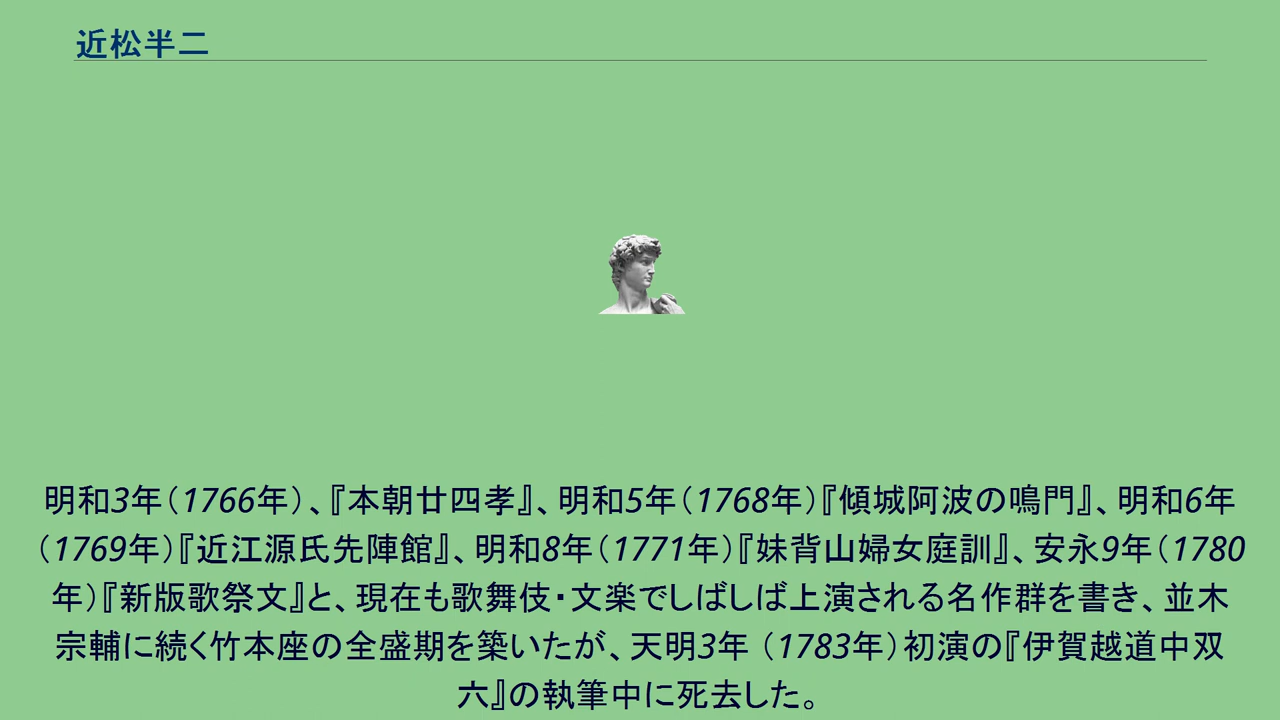 近松半二
明和3年（1766年）、『本朝廿四孝』、明和5年（1768年）『傾城阿波の鳴門』、明和6年
（1769年）『近江源氏先陣館』、明和8年（1771年）『妹背山婦女庭訓』、安永9年（1780
年）『新版歌祭文』と、現在も歌舞伎・文楽でしばしば上演される名作群を書き、並木
宗輔に続く竹本座の全盛期を築いたが、天明3年 （1783年）初演の『伊賀越道中双
六』の執筆中に死去した。